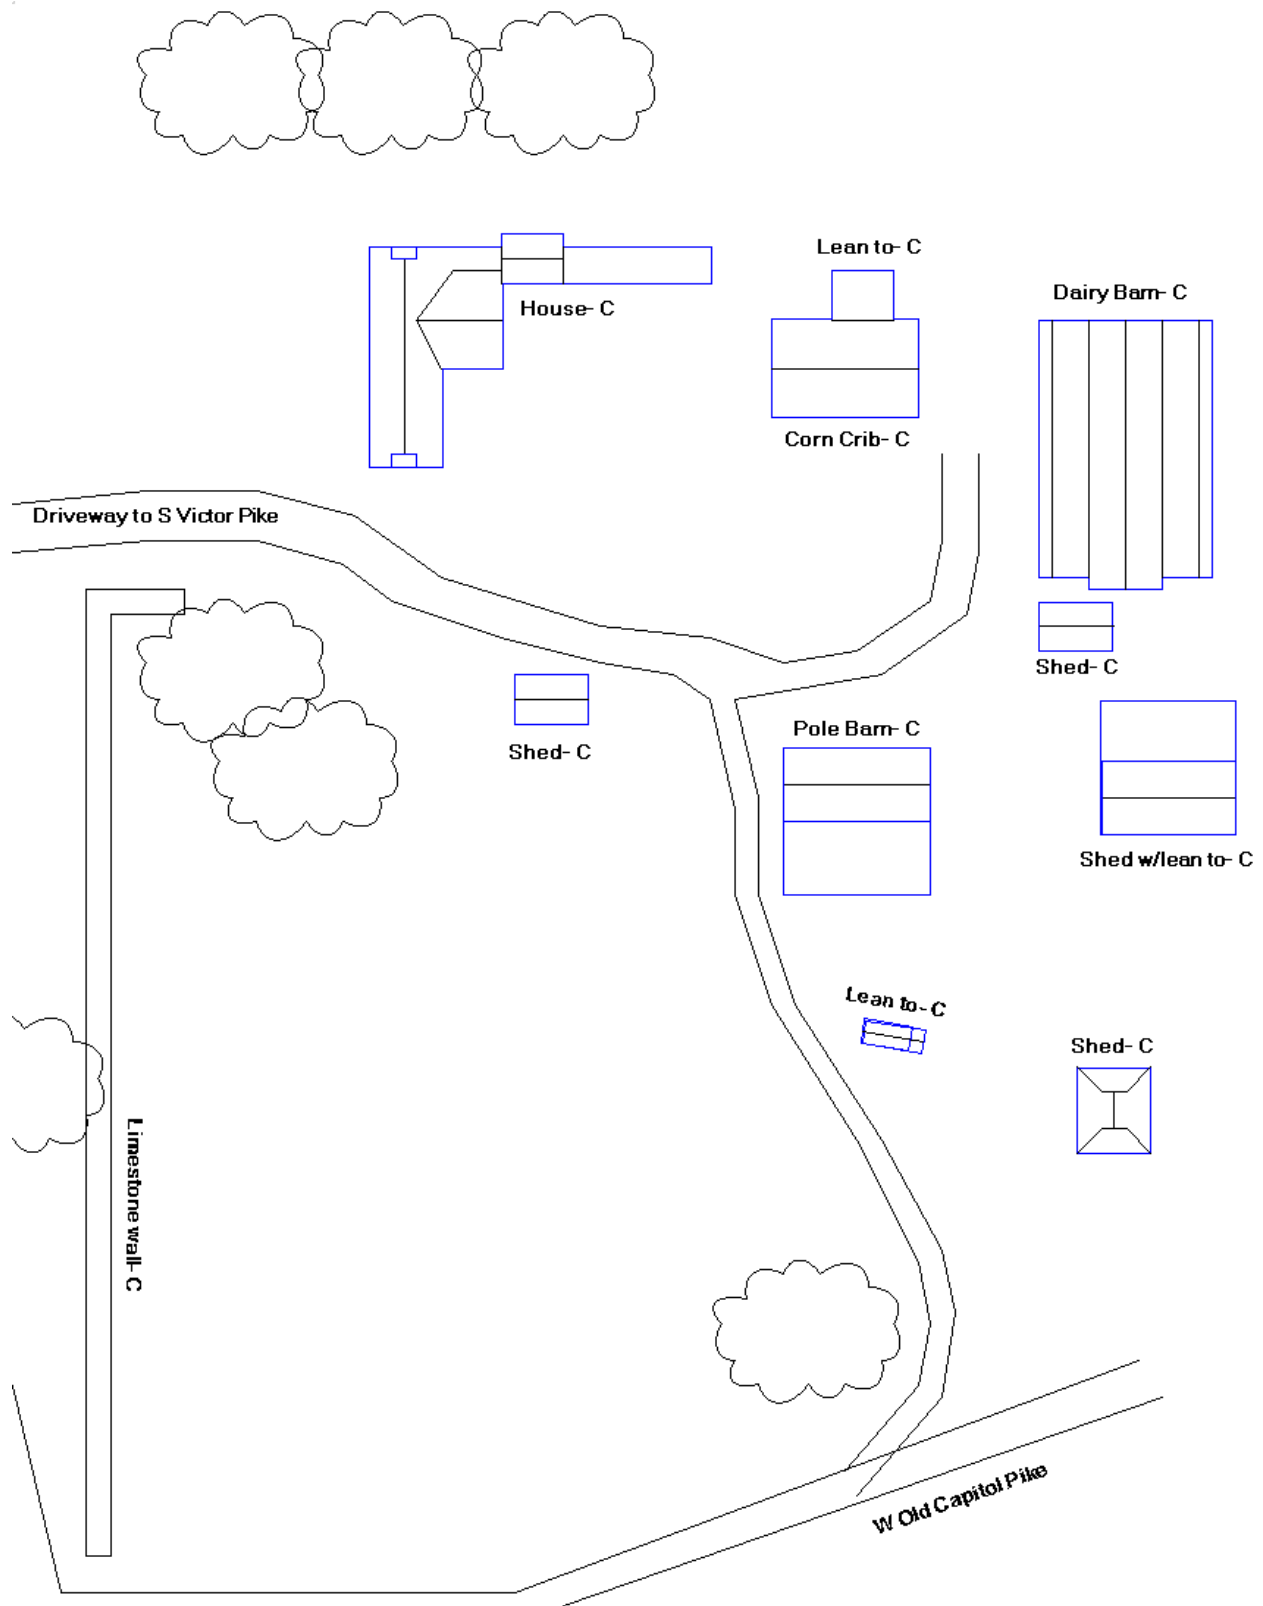 Lean to- C
Dairy Barn- C
House- C
Corn Crib- C
Driveway to S Victor Pike
Shed- C
Pole Barn- C
Shed- C
Shed w/lean to- C
Lean to- C
Shed- C
Limestone wall- C
W Old Capitol Pike